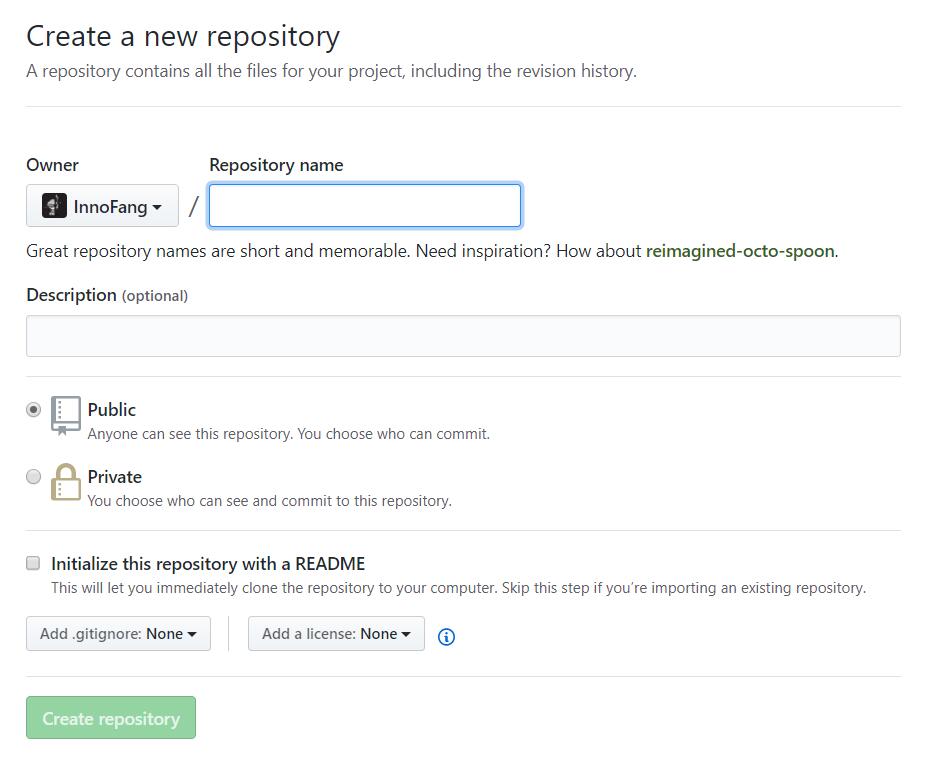 Create a new repository
A repository contains all the files for your project, including the revision history.
Owner
Repository name
InnoFang
/
Great repository names are short and memorable. Need inspiration? How about reimagined-octo-spoon.
Description (optional)
Public
Anyone can see this repository. You choose who can commit.
Private
You choose who can see and commit to this repository.
Initialize this repository with a README
This will let you immediately clone the repository to your computer. Skip this step if you’re importing an existing repository.
Add .gitignore: None
Add a license: None
Create repository